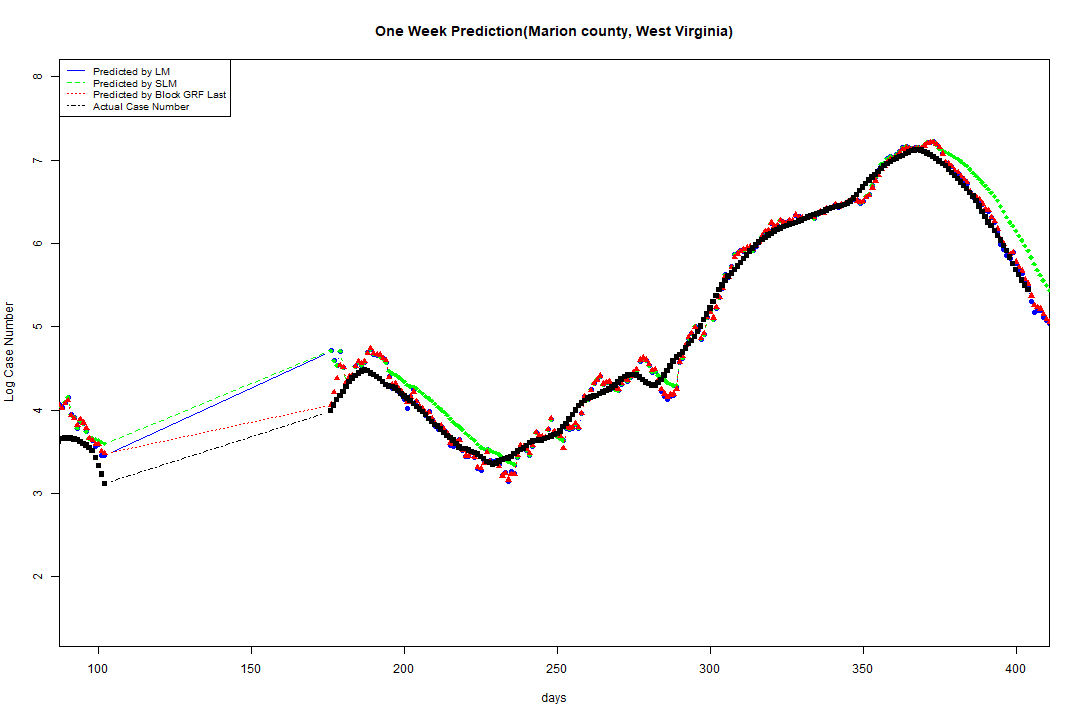 One Week Prediction(Marion county, West Virginia)
Predicted by LM
Predicted by SLM
Predicted by Block GRF Last
Actual Case Number
8
7
6
5
4
3
2
Log Case Number
100 150 200 250 300 350 400
days